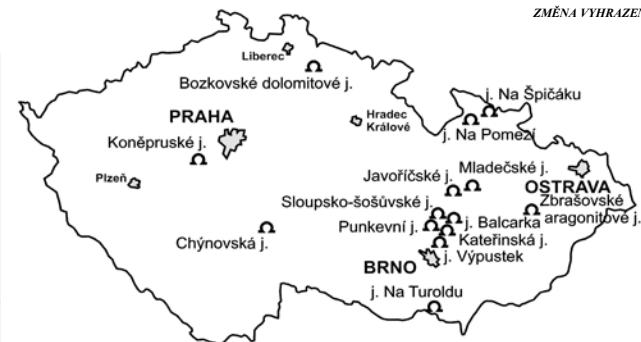 ZMĚNA VYHRAZEN
Liberec
Bozkovské dolomitové j.
j. Na Špičáku
PRAHA
Hradec
Králové
j. Na Pomezí
Koněpruské j.
Plzeň
Javoříčské j.
Mladečské j.
OSTRAVA
Sloupsko-šošůvské j.
Zbrašovské
aragonitové j.
Punkevní j.
j. Balcarka
Chýnovská j.
Kateřinská j.
j. Výpustek
BRNO
j. Na Turoldu